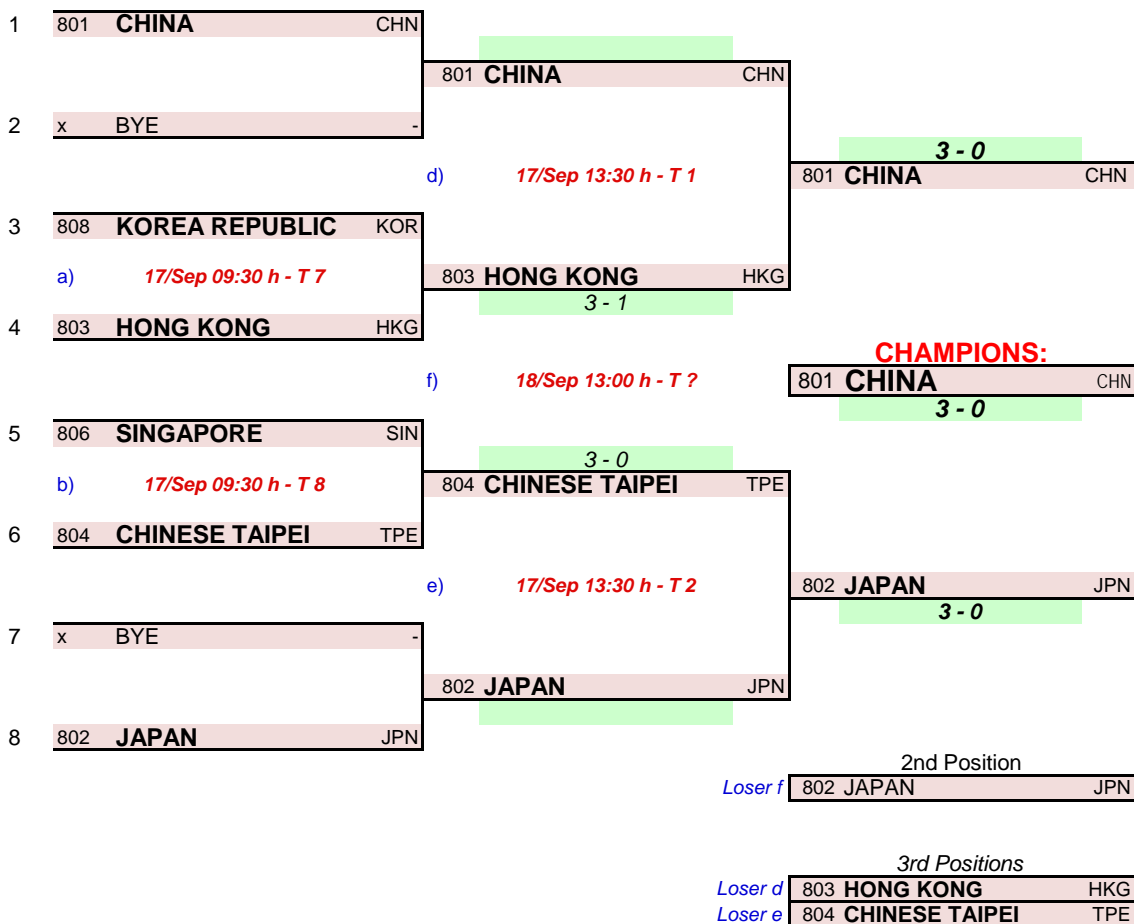 1 801 CHINA CHN
801 CHINA CHN
2 x BYE -
3 - 0
d) 17/Sep 13:30 h - T 1
801 CHINA CHN
3 808 KOREA REPUBLIC KOR
a) 17/Sep 09:30 h - T 7
803 HONG KONG HKG
3 - 1
4 803 HONG KONG HKG
CHAMPIONS:
f) 18/Sep 13:00 h - T ?
801 CHINA CHN
3 - 0
5 806 SINGAPORE SIN
3 - 0
b) 17/Sep 09:30 h - T 8
804 CHINESE TAIPEI TPE
6 804 CHINESE TAIPEI TPE
e) 17/Sep 13:30 h - T 2
802 JAPAN JPN
3 - 0
7 x BYE -
802 JAPAN JPN
8 802 JAPAN JPN
2nd Position
Loser f 802 JAPAN JPN
3rd Positions
Loser d 803 HONG KONG HKG
Loser e 804 CHINESE TAIPEI TPE